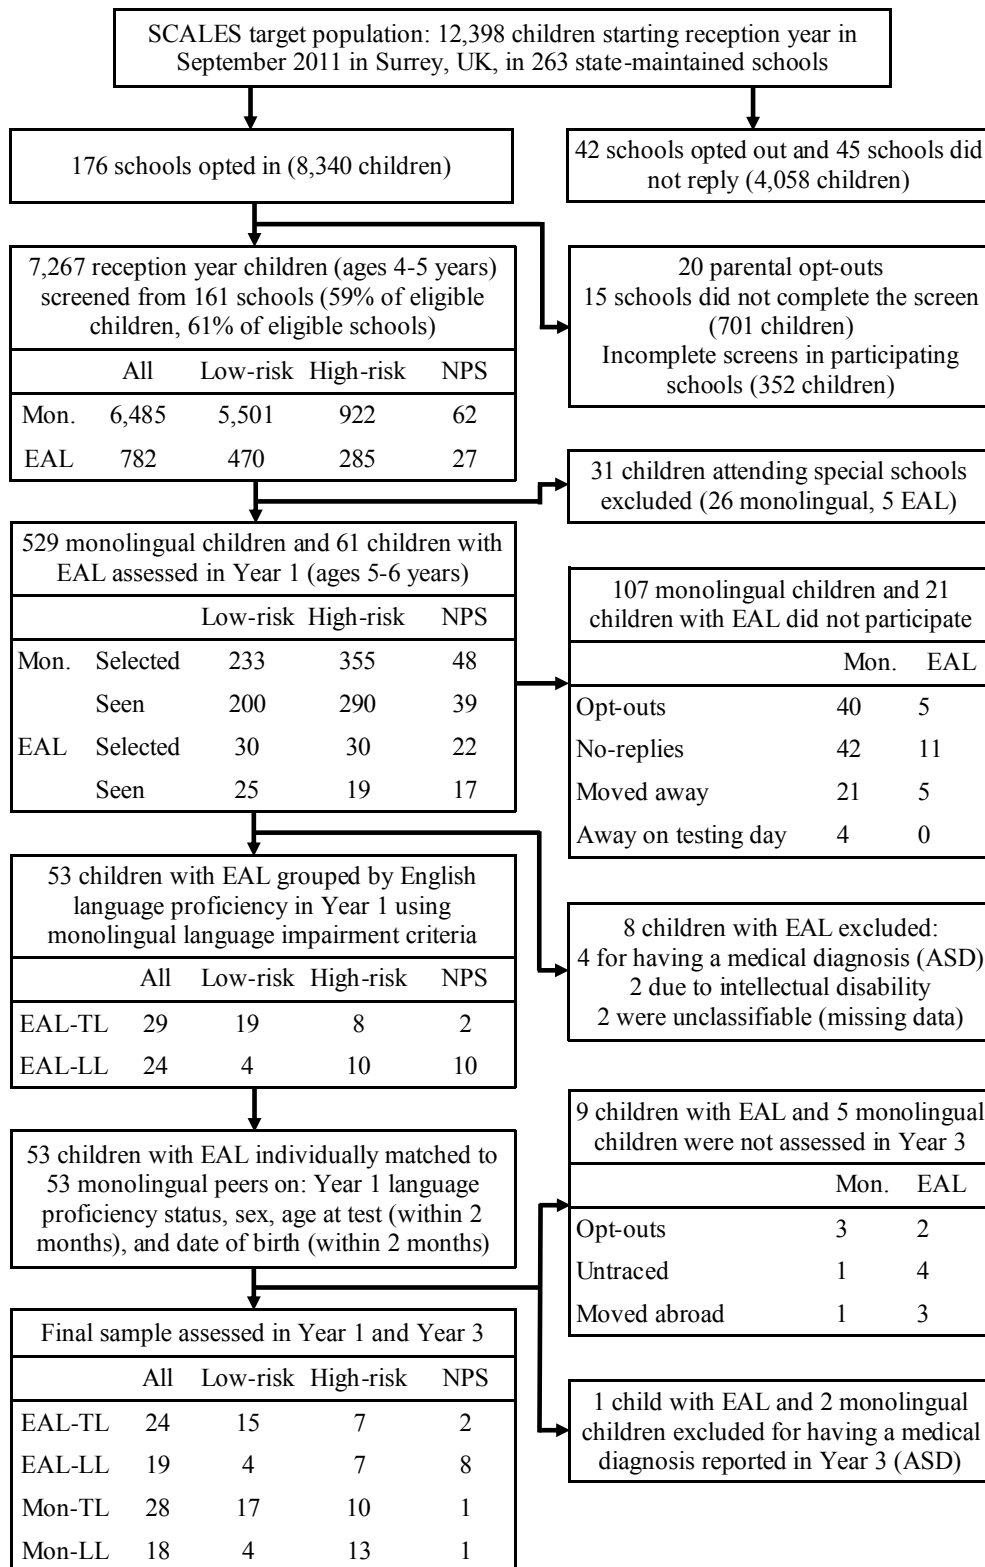 SCALES target population: 12,398 children starting reception year in
September 2011 in Surrey, UK, in 263 state-maintained schools
176 schools opted in (8,340 children)
42 schools opted out and 45 schools did
not reply (4,058 children)
7,267 reception year children (ages 4-5 years)
screened from 161 schools (59% of eligible
children, 61% of eligible schools)
All Low-risk High-risk NPS
Mon. 6,485 5,501 922 62
EAL 782 470 285 27
20 parental opt-outs
15 schools did not complete the screen
(701 children)
Incomplete screens in participating
schools (352 children)
31 children attending special schools
excluded (26 monolingual, 5 EAL)
529 monolingual children and 61 children with
EAL assessed in Year 1 (ages 5-6 years)
Low-risk High-risk NPS
Mon. Selected 233 355 48
Seen 200 290 39
EAL Selected 30 30 22
Seen 25 19 17
107 monolingual children and 21
children with EAL did not participate
Mon. EAL
Opt-outs 40 5
No-replies 42 11
Moved away 21 5
Away on testing day 4 0
53 children with EAL grouped by English
language proficiency in Year 1 using
monolingual language impairment criteria
All Low-risk High-risk NPS
EAL-TL 29 19 8 2
EAL-LL 24 4 10 10
8 children with EAL excluded:
4 for having a medical diagnosis (ASD)
2 due to intellectual disability
2 were unclassifiable (missing data)
53 children with EAL individually matched to
53 monolingual peers on: Year 1 language
proficiency status, sex, age at test (within 2
months), and date of birth (within 2 months)
9 children with EAL and 5 monolingual
children were not assessed in Year 3
Mon. EAL
Opt-outs 3 2
Untraced 1 4
Moved abroad 1 3
Final sample assessed in Year 1 and Year 3
All Low-risk High-risk NPS
EAL-TL 24 15 7 2
EAL-LL 19 4 7 8
Mon-TL 28 17 10 1
Mon-LL 18 4 13 1
1 child with EAL and 2 monolingual
children excluded for having a medical
diagnosis reported in Year 3 (ASD)